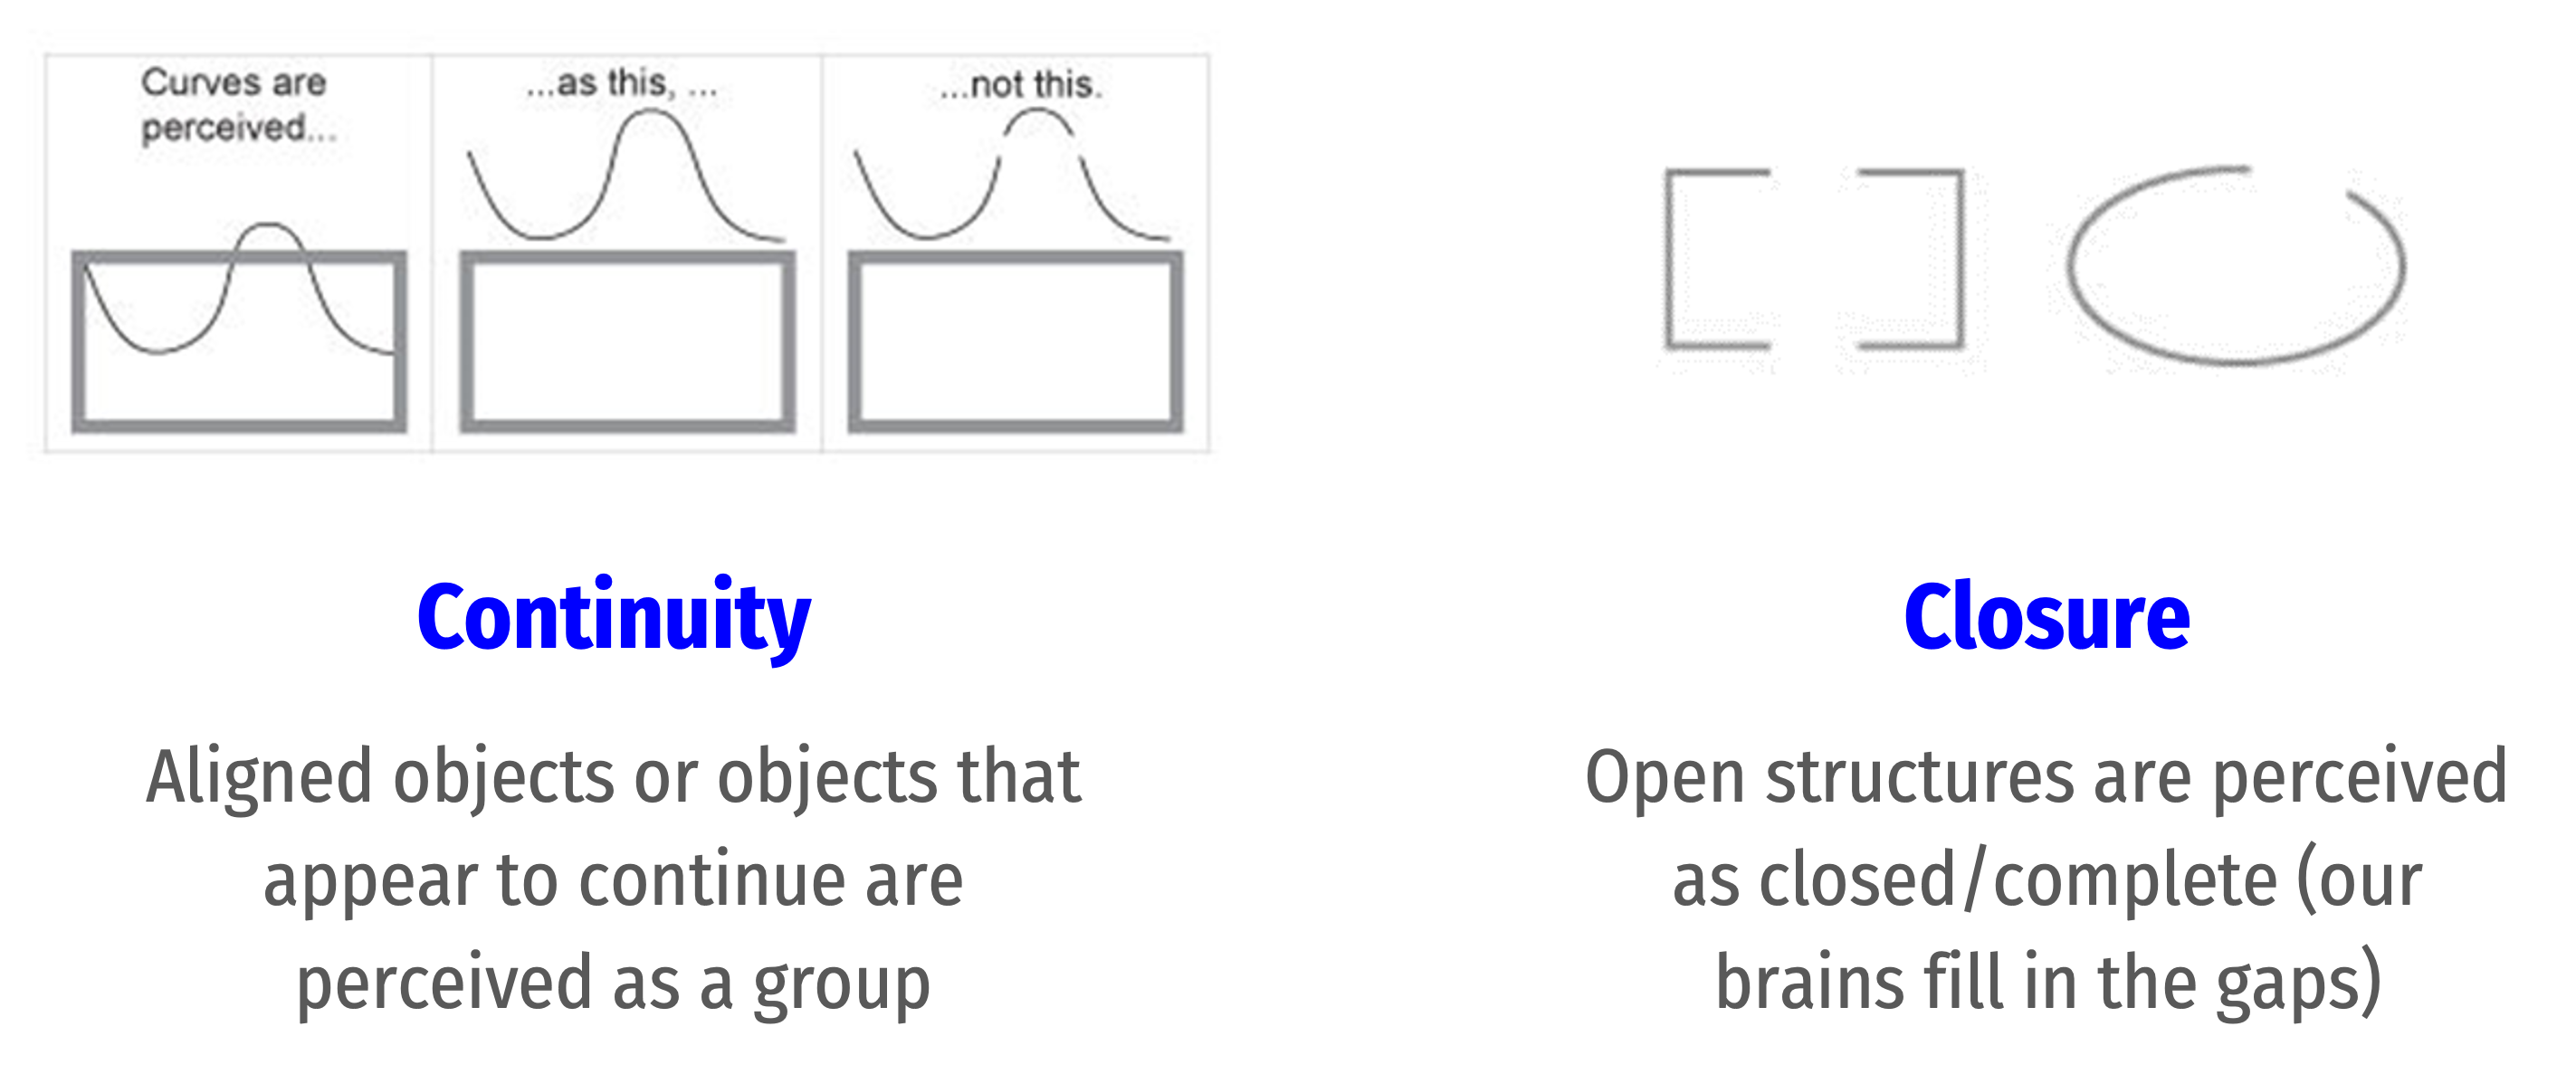 Curves are
perceived...
...as this, ...
...not this.
Continuity
Aligned objects or objects that
appear to continue are
perceived as a group
Closure
Open structures are perceived
as closed/complete (our
brains fill in the gaps)